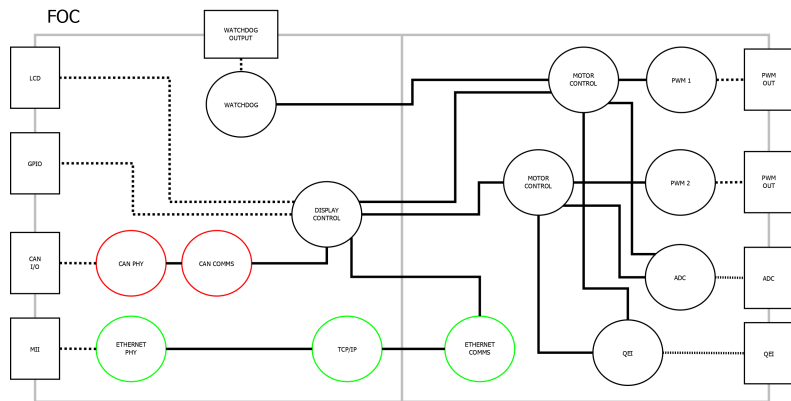 FOC
WATCHDOG
OUTPUT
LCD
WATCHDOG
MOTOR
CONTROL
PWM 1
PWM
OUT
GPIO
DISPLAY
CONTROL
MOTOR
CONTROL
PWM 2
PWM
OUT
CAN
I/O
CAN PHY
CAN COMMS
ADC
ADC
MII
ETHERNET
PHY
TCP/IP
ETHERNET
COMMS
QEI
QEI